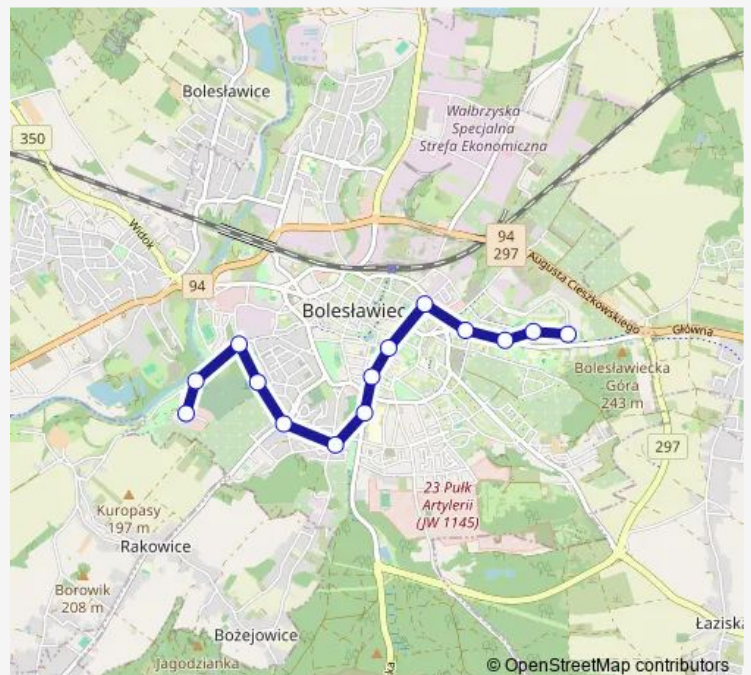 Bolesławice
Wałbrzyska
Specjalna
Strefa Ekonomiczna
350
Widok
94
297
Augusta Cieszkowskiego
94
Bolesławiec
Główna
Bolesławiecka
Góra
243 m
297
23 Pułk
Artylerii
(JW 1145)
Kuropasy
197 m
Rakowice
Borowik
208 m
Bożejowice
Łaziska
Jagodzianka
© OpenStreetMap contributors